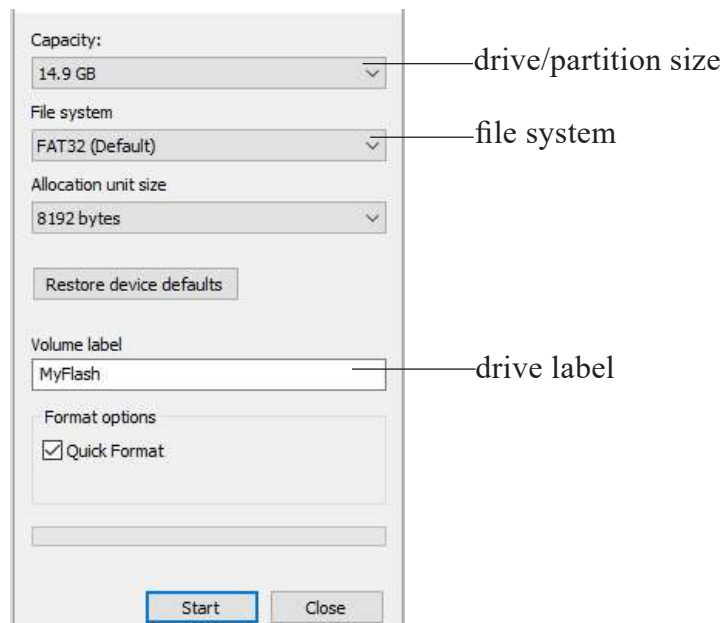 Capacity:
14.9 GB
drive/partition size
File system
FAT32 (Default)
file system
Allocation unit size
8192 bytes
Restore device defaults
Volume label
MyFlash
drive label
Format options
Quick Format
Start Close